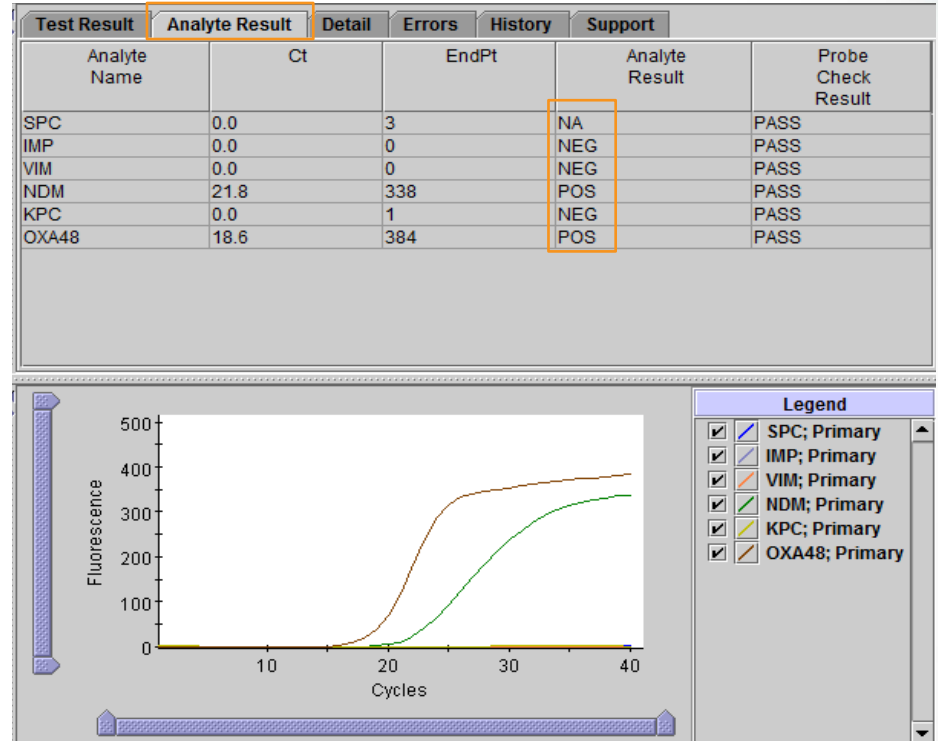 Test Result Analyte Result Detail Errors History Support
Analyte Name Ct EndPt Analyte Result Probe Check Result
SPC 0.0 3 NA PASS
IMP 0.0 0 NEG PASS
VIM 0.0 0 NEG PASS
NDM 21.8 338 POS PASS
KPC 0.0 1 NEG PASS
OXA48 18.6 384 POS PASS
500
400
300
200
100
0
Fluorescence
10 20 30 40
Cycles
Legend
SPC; Primary
IMP; Primary
VIM; Primary
NDM; Primary
KPC; Primary
OXA48; Primary